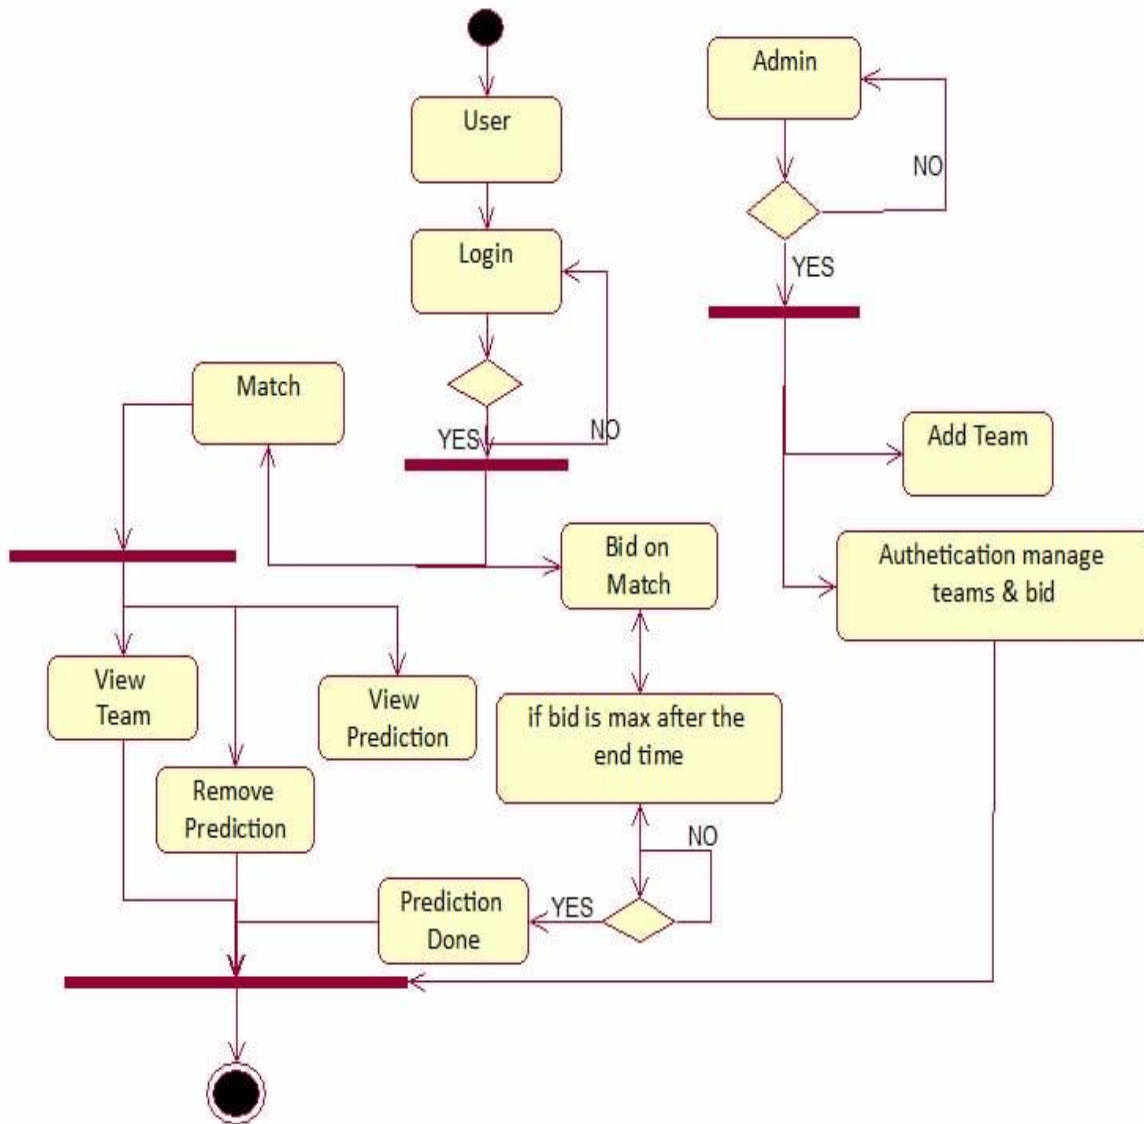 Admin
User
NO
Login
YES
Match
YES
NO
Add Team
Bid on
Match
Authetication manage
teams & bid
View
Team
View
Prediction
if bid is max after the
end time
Remove
Prediction
NO
Prediction
Done
YES